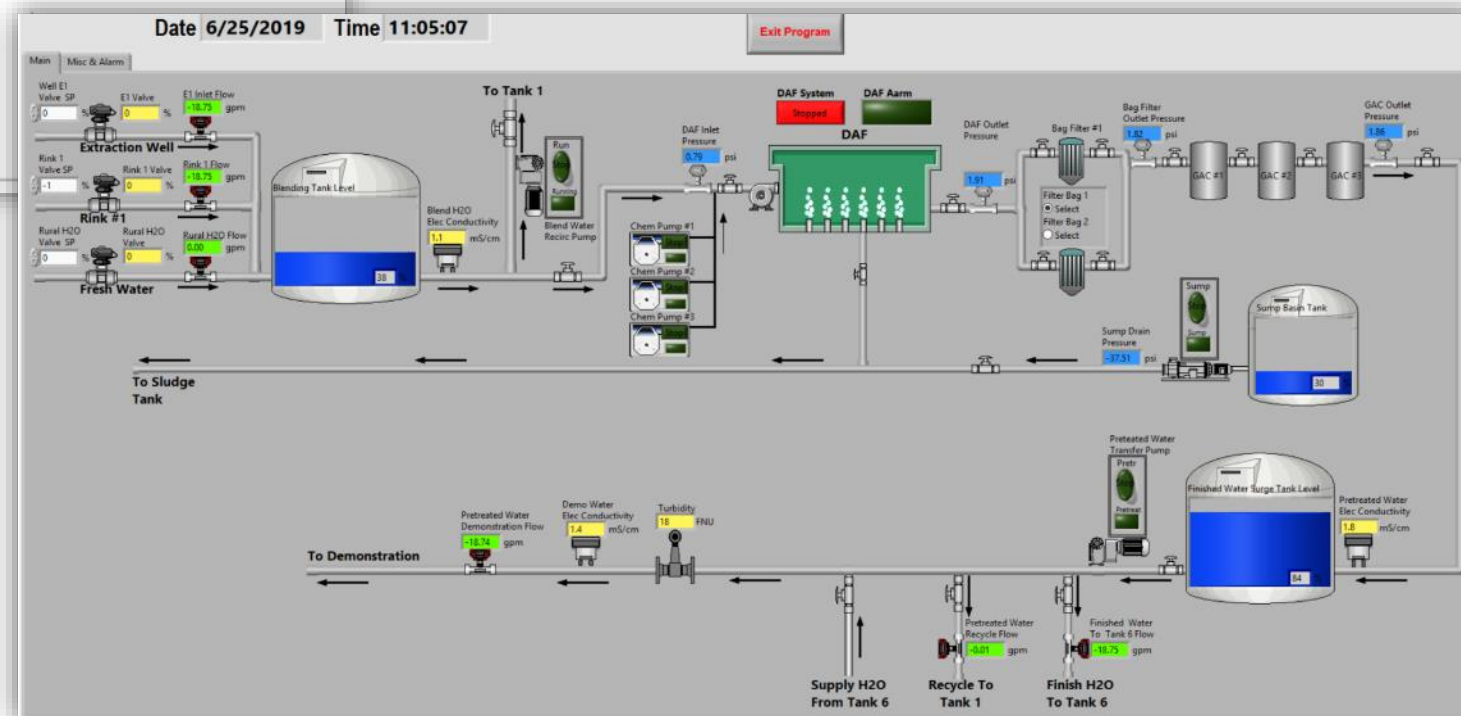 Date 6/25/2019 Time 11:05:07
Exit Program
Main Misc & Alarm
Well E1
Valve SP
0 %
E1 Valve
0 %
E1 Inlet Flow
-18.75 gpm
Extraction Well
Rink 1
Valve SP
-1 %
Rink 1 Valve
0 %
Rink 1 Flow
-18.75 gpm
Rink #1
Rural H2O
Valve SP
0 %
Rural H2O
Valve
0 %
Rural H2O Flow
0.00 gpm
Fresh Water
Blending Tank Level
38
Blend H2O
Elec Conductivity
1.1 mS/cm
To Tank 1
Run
Stop
Running
Blend Water
Recirc Pump
DAF Inlet
Pressure
0.79 psi
Chem Pump #1
Stop
Chem Pump #2
Stop
Chem Pump #3
Stop
DAF System
Stopped
DAF Aarm
DAF
DAF Outlet
Pressure
1.91 psi
Bag Filter #1
Filter Bag 1
Select
Filter Bag 2
Select
Bag Filter
Outlet Pressure
1.82 psi
GAC #1
GAC #2
GAC #3
GAC Outlet
Pressure
1.86 psi
Sump
Stop
Sump
Sump Drain
Pressure
-37.51 psi
Sump Basin Tank
30 %
To Sludge
Tank
Preteated Water
Transfer Pump
Pretr
Stop
Pretreat
Finished Water Surge Tank Level
84 %
Pretreated Water
Elec Conductivity
1.8 mS/cm
Pretreated Water
Demonstration Flow
-18.74 gpm
Demo Water
Elec Conductivity
1.4 mS/cm
Turbidity
18 FNU
To Demonstration
Pretreated Water
Recycle Flow
-0.01 gpm
Finished Water
To Tank 6 Flow
-18.75 gpm
Supply H2O
From Tank 6
Recycle To
Tank 1
Finish H2O
To Tank 6